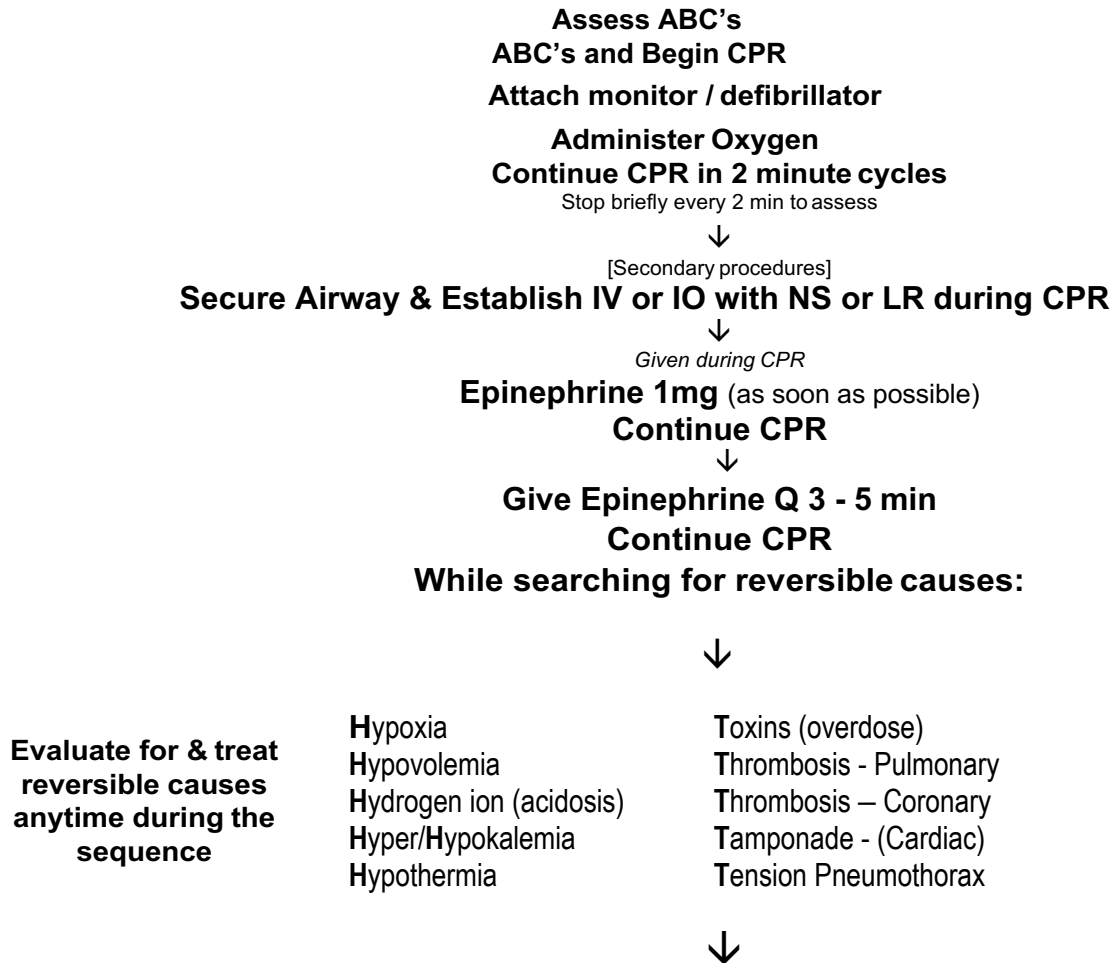 Assess ABC’s
ABC’s and Begin CPR
Attach monitor / defibrillator
Administer Oxygen
Continue CPR in 2 minute cycles
Stop briefly every 2 min to assess
↓
[Secondary procedures]
Secure Airway & Establish IV or IO with NS or LR during CPR
↓
Given during CPR
Epinephrine 1mg (as soon as possible)
Continue CPR
↓
Give Epinephrine Q 3 - 5 min
Continue CPR
While searching for reversible causes:
↓
Evaluate for & treat
reversible causes
anytime during the
sequence
Hypoxia
Hypovolemia
Hydrogen ion (acidosis)
Hyper/Hypokalemia
Hypothermia
Toxins (overdose)
Thrombosis - Pulmonary
Thrombosis – Coronary
Tamponade - (Cardiac)
Tension Pneumothorax
↓